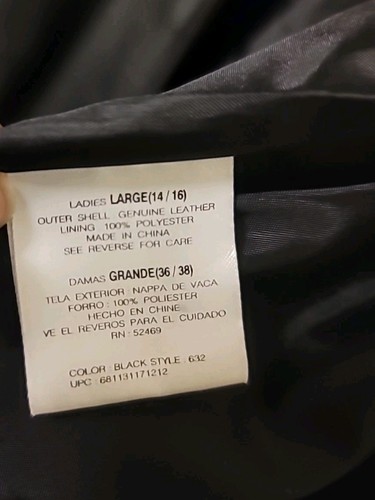 LADIES LARGE(14 / 16)
OUTER SHELL GENUINE LEATHER
LINING 100% POLYESTER
MADE IN CHINA
SEE REVERSE FOR CARE
DAMAS GRANDE(36 / 38)
TELA EXTERIOR : NAPPA DE VACA
FORRO : 100% POLIESTER
HECHO EN CHINE
VE EL REVEROS PARA EL CUIDADO
RN : 52469
COLOR : BLACK STYLE : 632
UPC : 681131171212